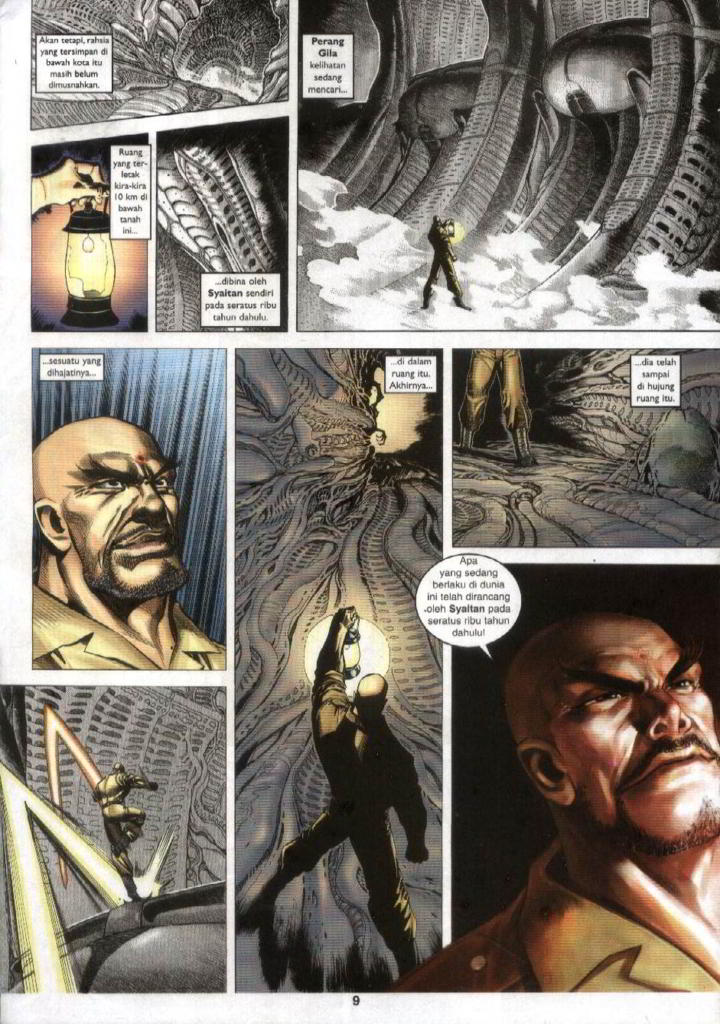 Akan tetapi, rahsia
yang tersimpan di
bawah kota itu
masih belum
dimusnahkan.
Perang
Gila
kelihatan
sedang
mencari...
Ruang
yang ter-
letak
kira-kira
10 km di
bawah
tanah
ini...
...dibina oleh
Syaitan sendiri
pada seratus ribu
tahun dahulu.
...sesuatu yang
dihajatinya...
...di dalam
ruang itu.
Akhirnya...
...dia telah
sampai
di hujung
ruang itu.
Apa
yang sedang
berlaku di dunia
ini telah dirancang
oleh Syaitan pada
seratus ribu tahun
dahulu!
9